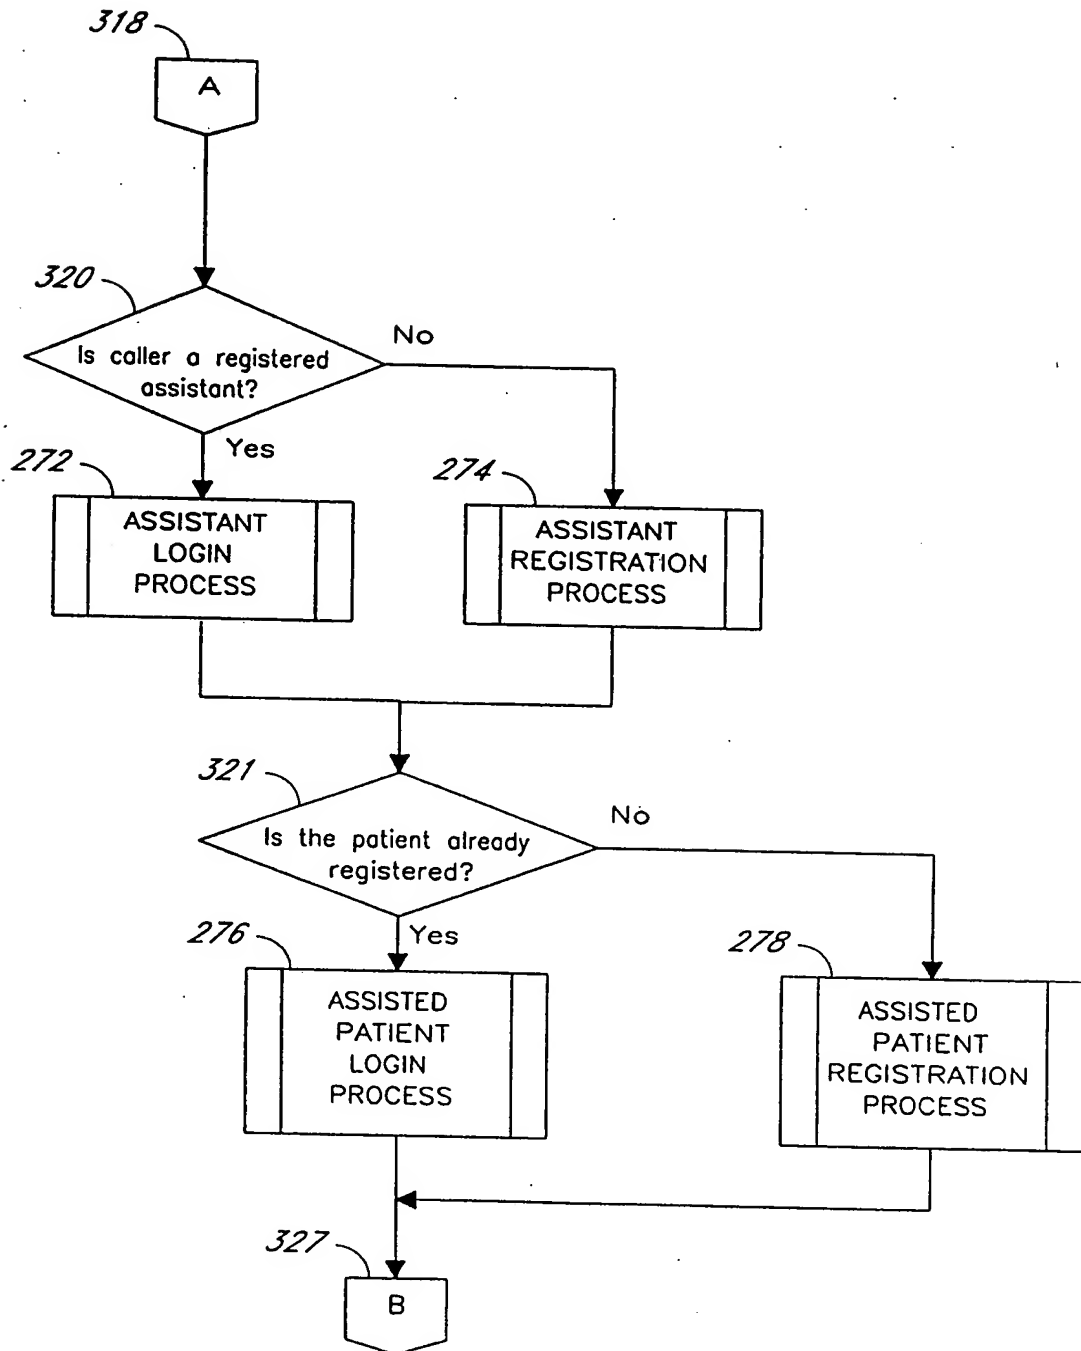 318
A
320
No
Is caller a registered
assistant?
Yes
272
274
ASSISTANT
LOGIN
PROCESS
ASSISTANT
REGISTRATION
PROCESS
321
No
Is the patient already
registered?
Yes
276
278
ASSISTED
PATIENT
LOGIN
PROCESS
ASSISTED
PATIENT
REGISTRATION
PROCESS
327
B